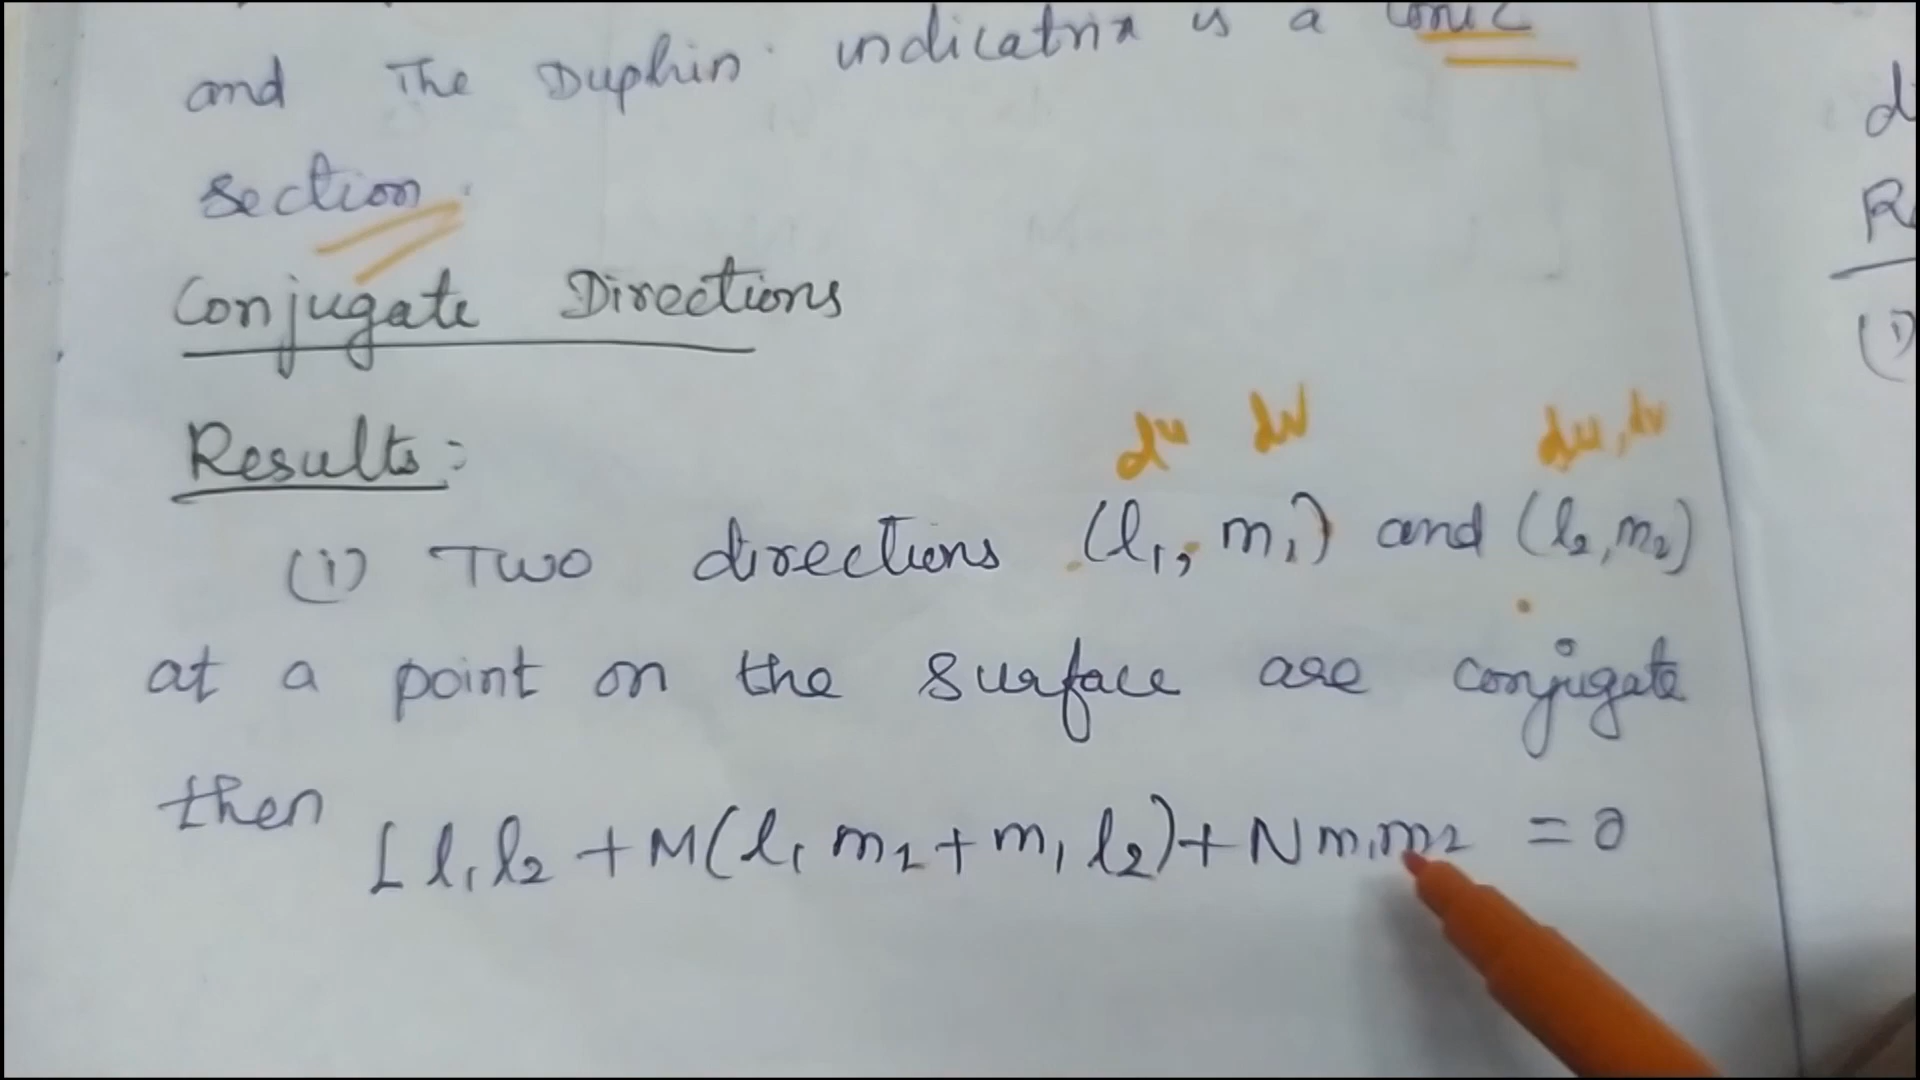 and The Duphin indicatrix is a conic
section.
Conjugate Directions
Results:
du dv du, dv
(i) Two directions (l₁, m₁) and (l₂, m₂)
at a point on the surface are conjugate
then L l₁ l₂ + M(l₁ m₂ + m₁ l₂) + N m₁ m₂ = 0
d
R
(i)